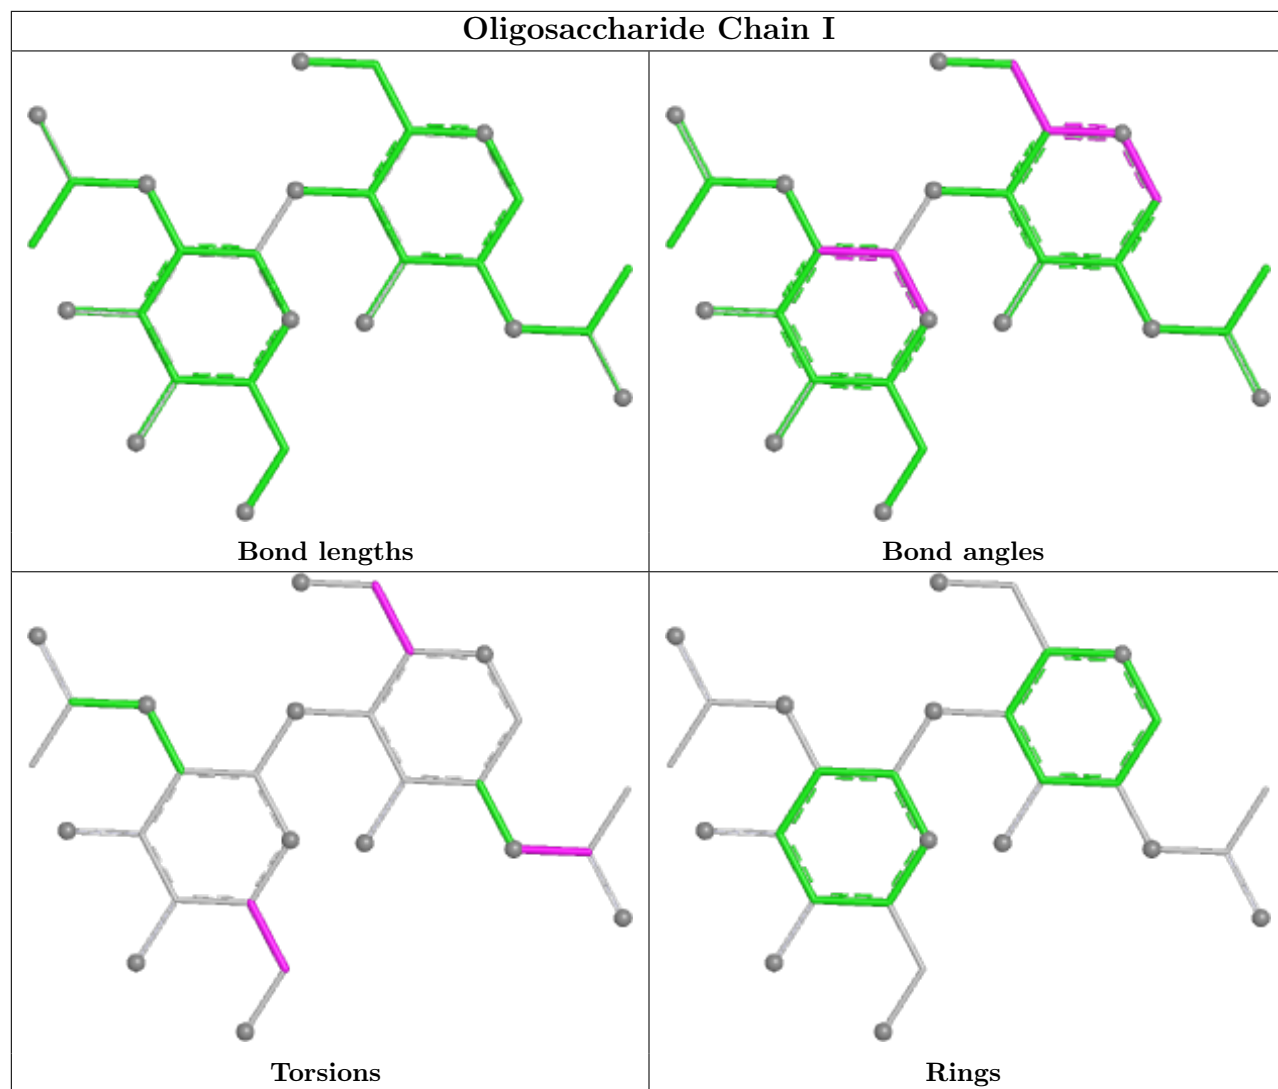 Oligosaccharide Chain I
Bond lengths
Bond angles
Torsions
Rings